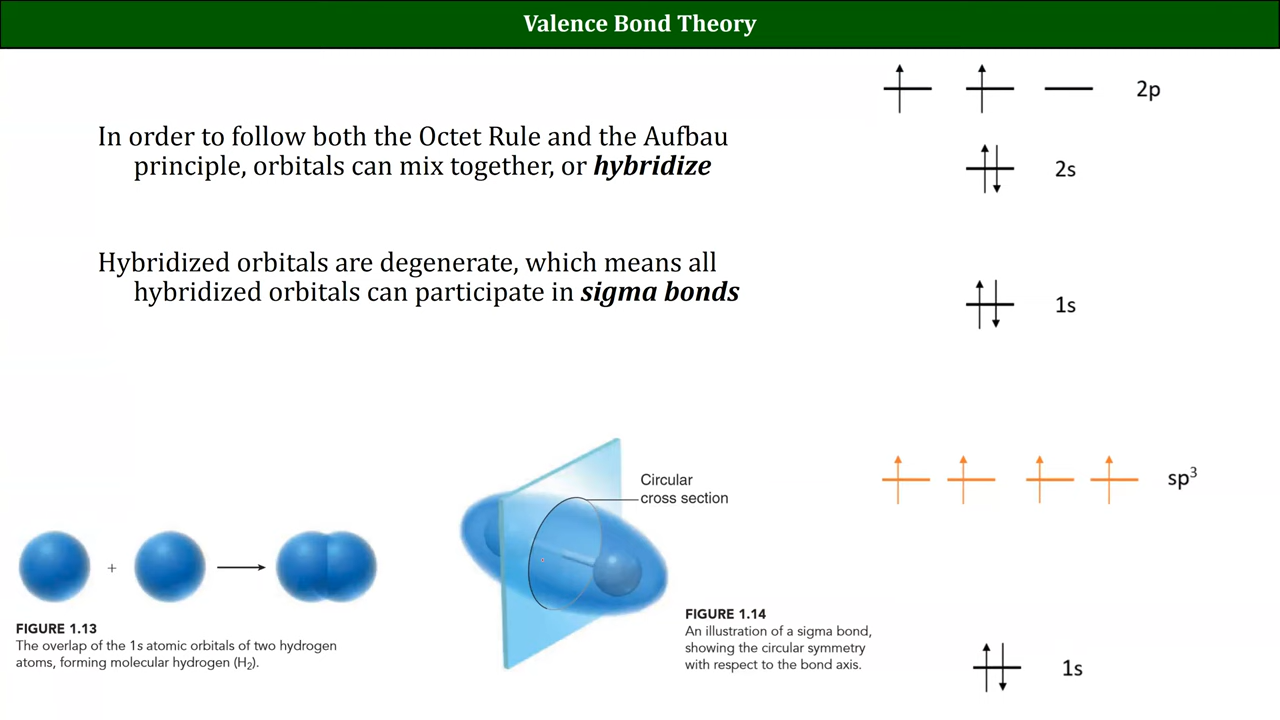 Valence Bond Theory
In order to follow both the Octet Rule and the Aufbau
principle, orbitals can mix together, or hybridize
Hybridized orbitals are degenerate, which means all
hybridized orbitals can participate in sigma bonds
2p
2s
1s
sp³
1s
+
FIGURE 1.13
The overlap of the 1s atomic orbitals of two hydrogen
atoms, forming molecular hydrogen (H₂).
Circular
cross section
FIGURE 1.14
An illustration of a sigma bond,
showing the circular symmetry
with respect to the bond axis.